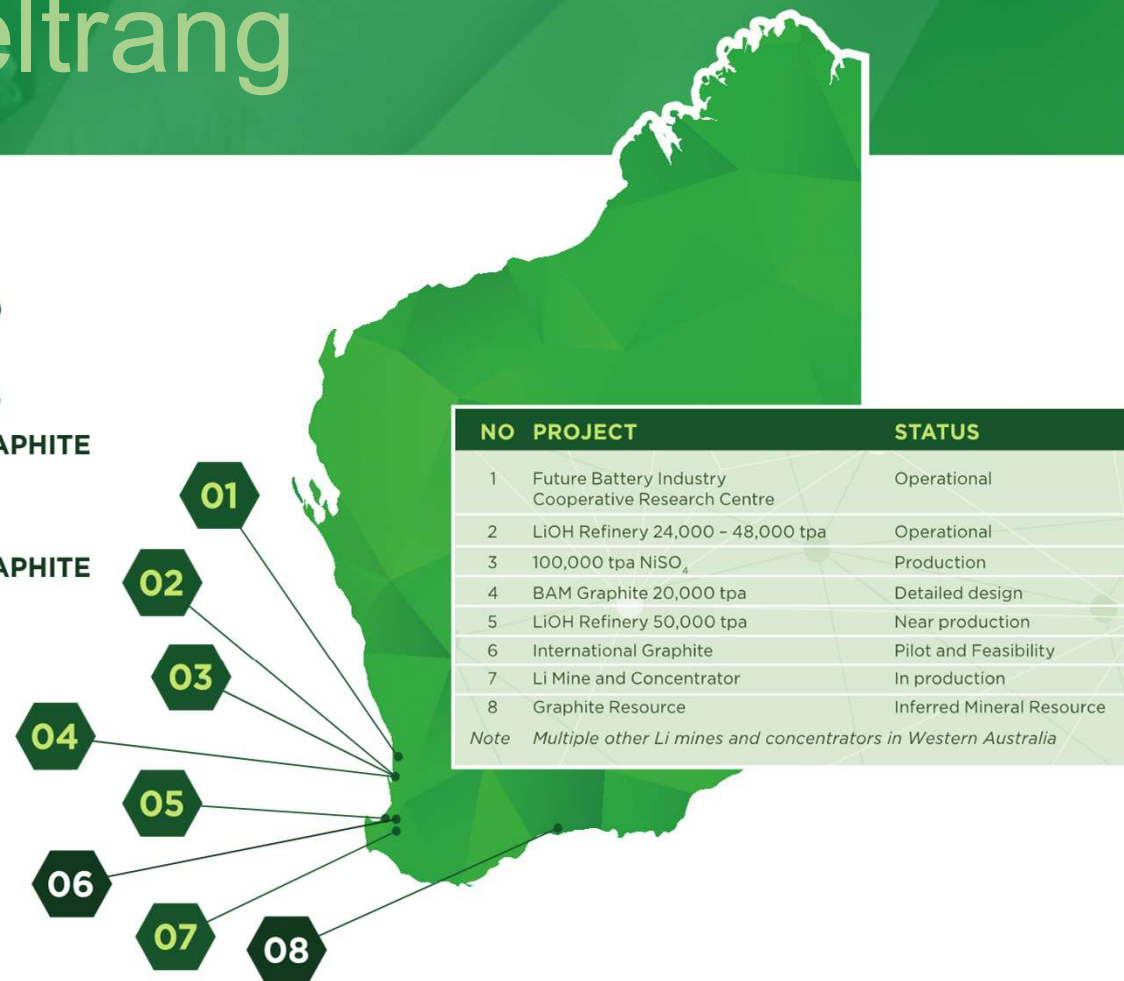 eltrang
APHITE
APHITE
01
02
03
04
05
06
07
08
NO PROJECT STATUS
1 Future Battery Industry Operational
Cooperative Research Centre
2 LiOH Refinery 24,000 – 48,000 tpa Operational
3 100,000 tpa NiSO₄ Production
4 BAM Graphite 20,000 tpa Detailed design
5 LiOH Refinery 50,000 tpa Near production
6 International Graphite Pilot and Feasibility
7 Li Mine and Concentrator In production
8 Graphite Resource Inferred Mineral Resource
Note Multiple other Li mines and concentrators in Western Australia